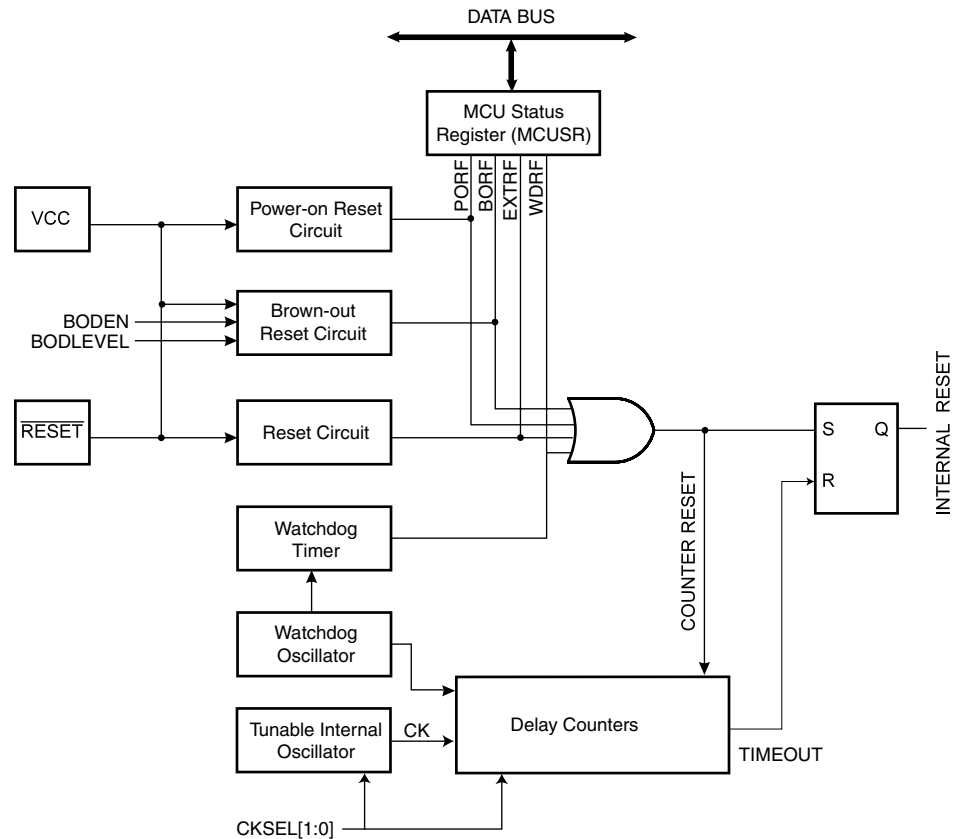 DATA BUS
MCU Status
Register (MCUSR)
PORF
BORF
EXTRF
WDRF
VCC
Power-on Reset
Circuit
BODEN
BODLEVEL
Brown-out
Reset Circuit
RESET
Reset Circuit
S
Q
R
INTERNAL RESET
Watchdog
Timer
COUNTER RESET
Watchdog
Oscillator
Tunable Internal
Oscillator
CK
Delay Counters
TIMEOUT
CKSEL[1:0]